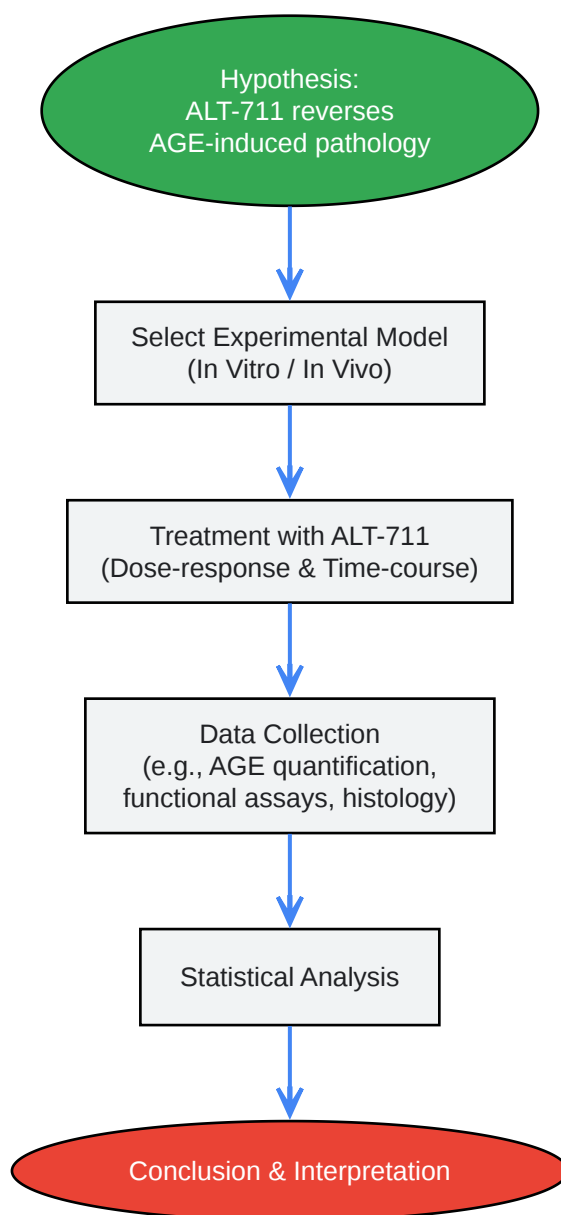 Hypothesis:
ALT-711 reverses
AGE-induced pathology
Select Experimental Model
(In Vitro / In Vivo)
Treatment with ALT-711
(Dose-response & Time-course)
Data Collection
(e.g., AGE quantification,
functional assays, histology)
Statistical Analysis
Conclusion & Interpretation